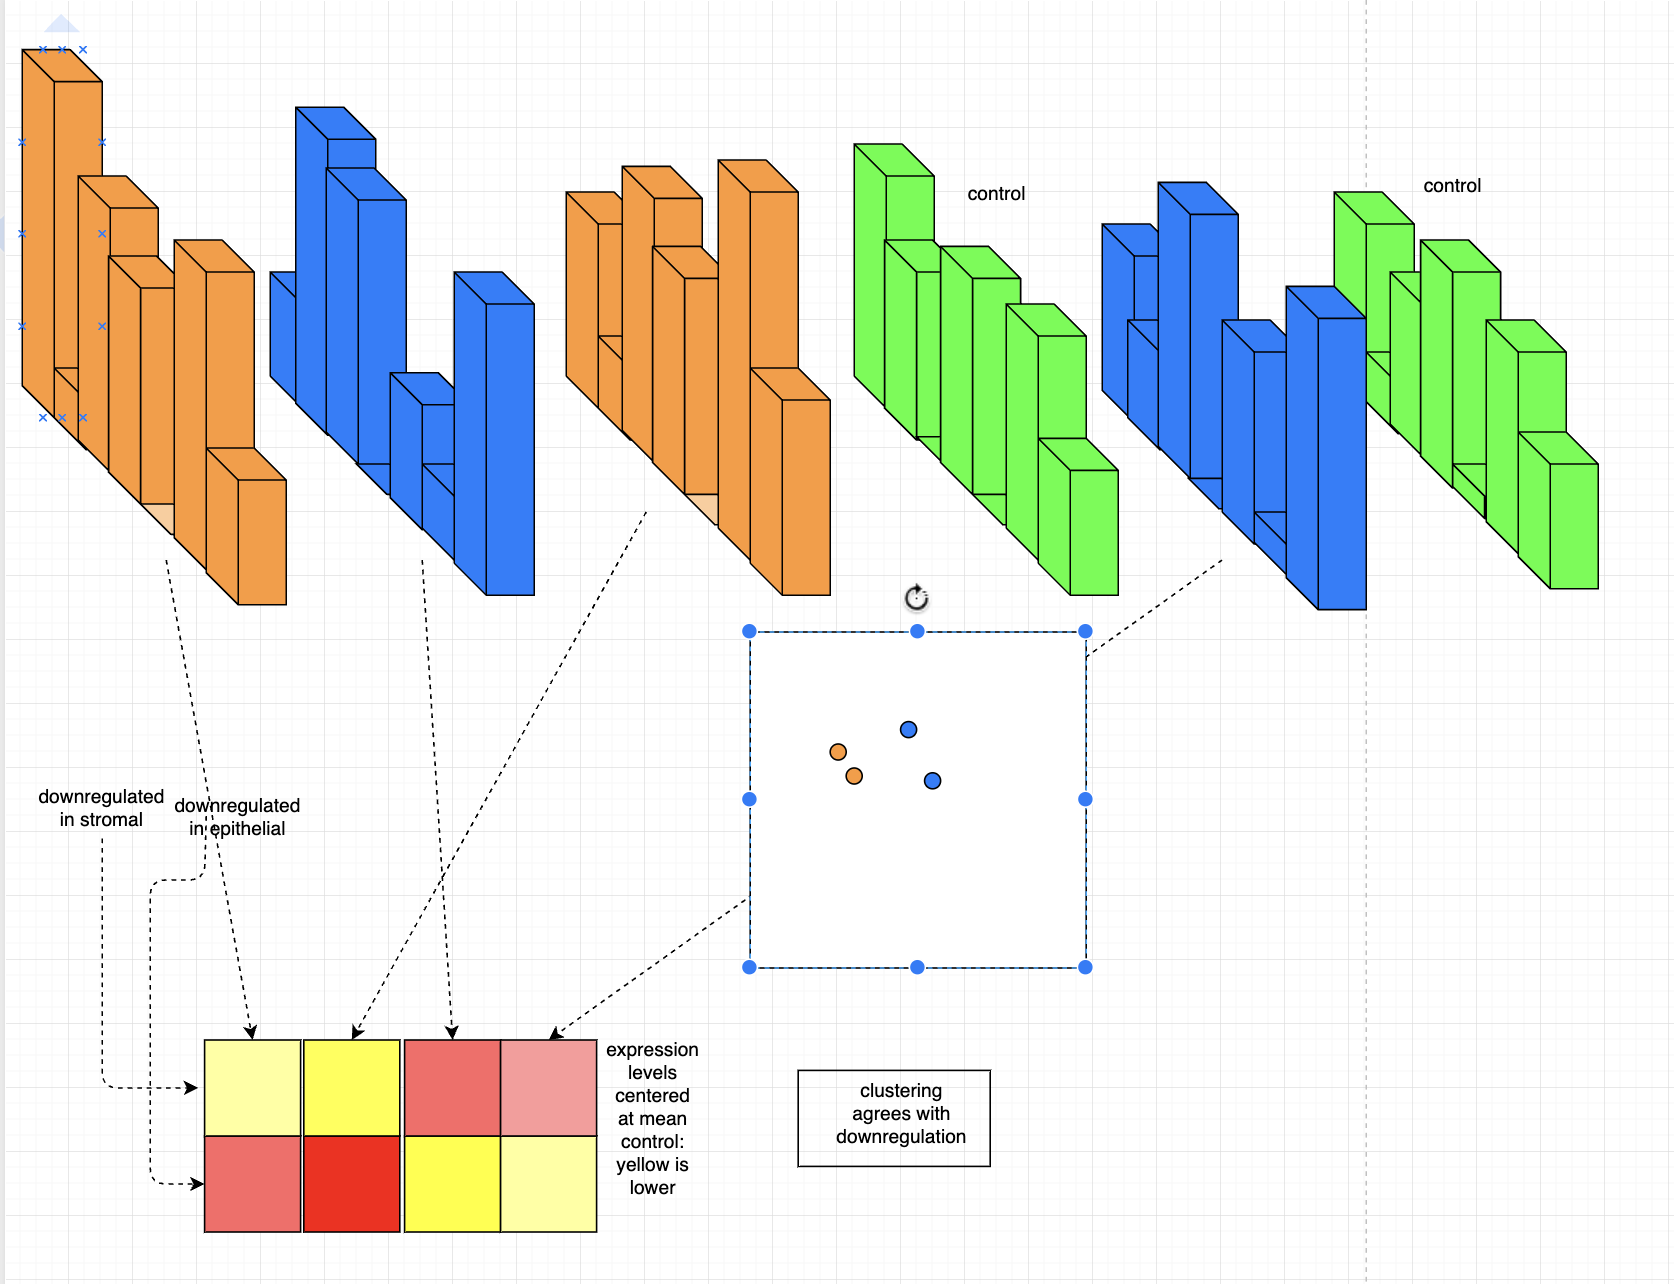 control
control
downregulated
in stromal
downregulated
in epithelial
expression
levels
centered
at mean
control:
yellow is
lower
clustering
agrees with
downregulation